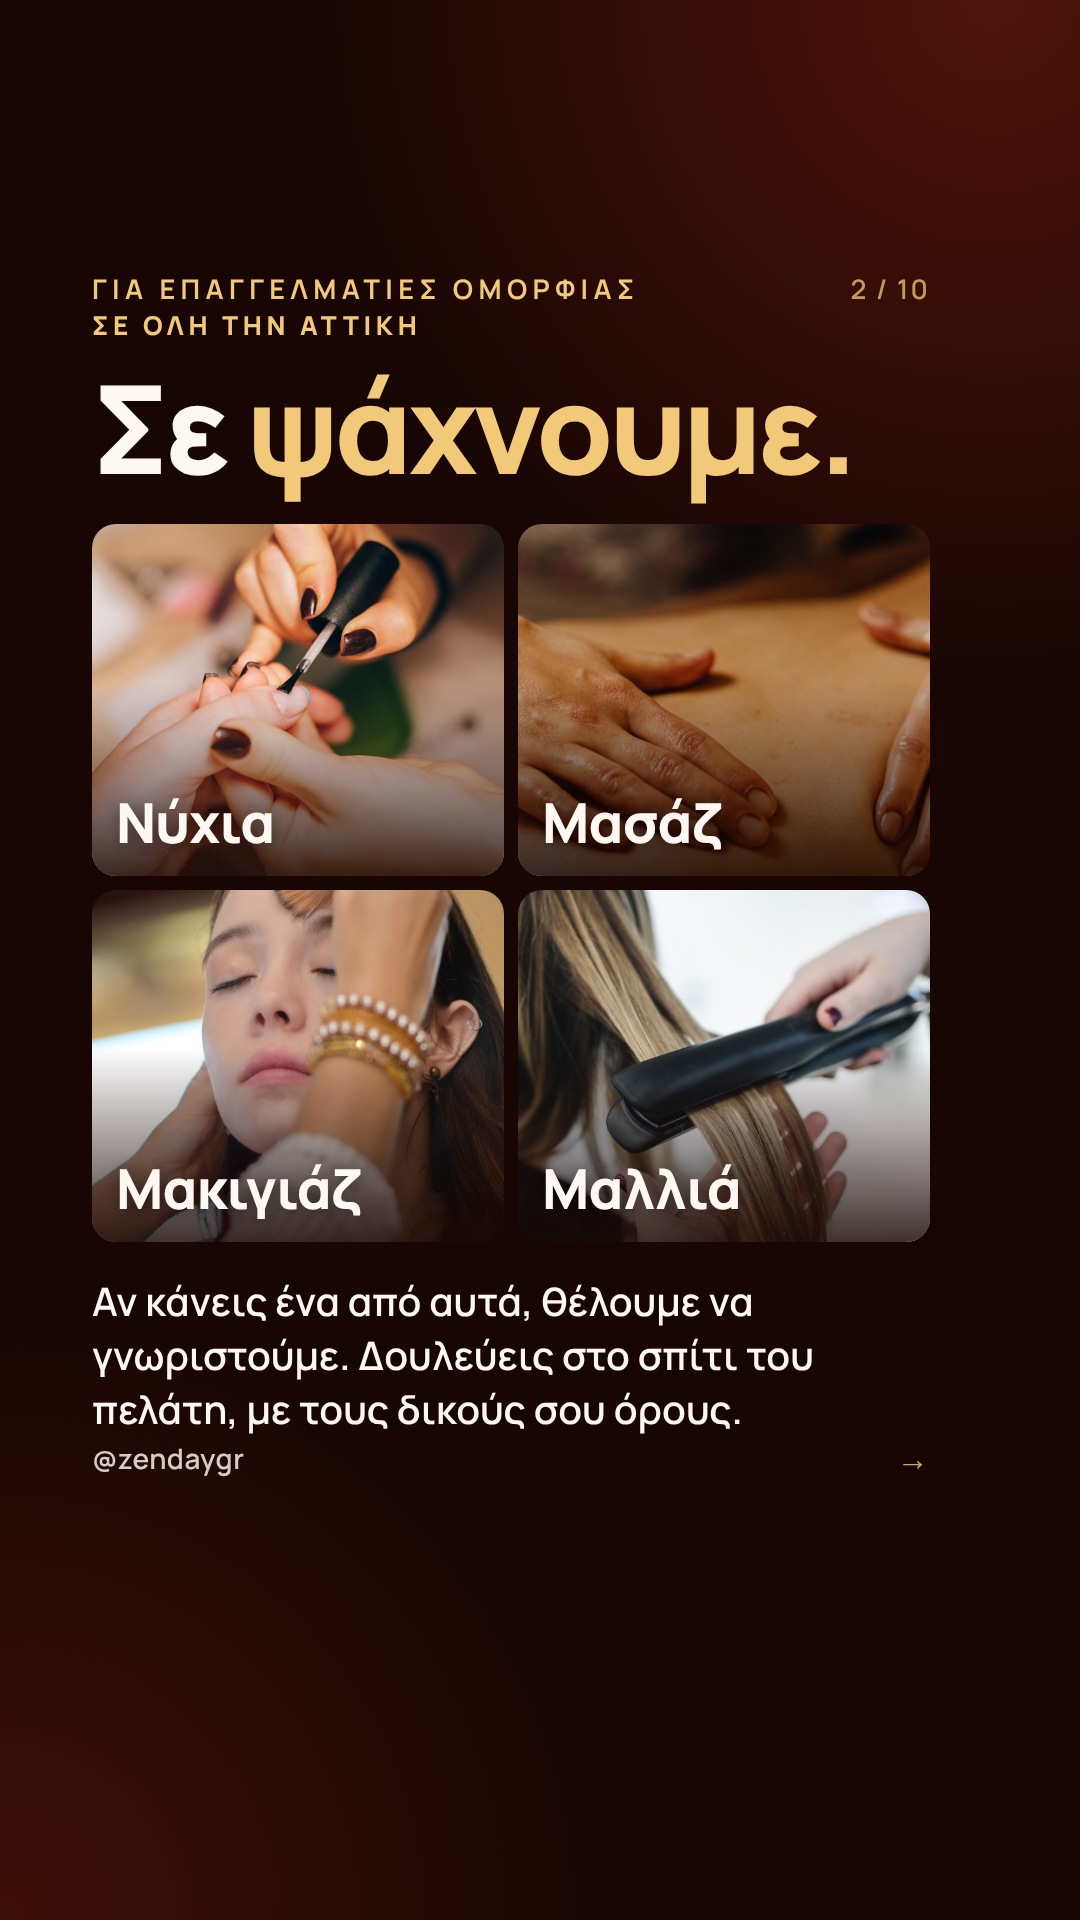 ΓΙΑ ΕΠΑΓΓΕΛΜΑΤΙΕΣ ΟΜΟΡΦΙΑΣ
ΣΕ ΟΛΗ ΤΗΝ ΑΤΤΙΚΗ
2 / 10
Σε ψάχνουμε.
Νύχια
Μασάζ
Μακιγιάζ
Μαλλιά
Αν κάνεις ένα από αυτά, θέλουμε να
γνωριστούμε. Δουλεύεις στο σπίτι του
πελάτη, με τους δικούς σου όρους.
@zendaygr
→